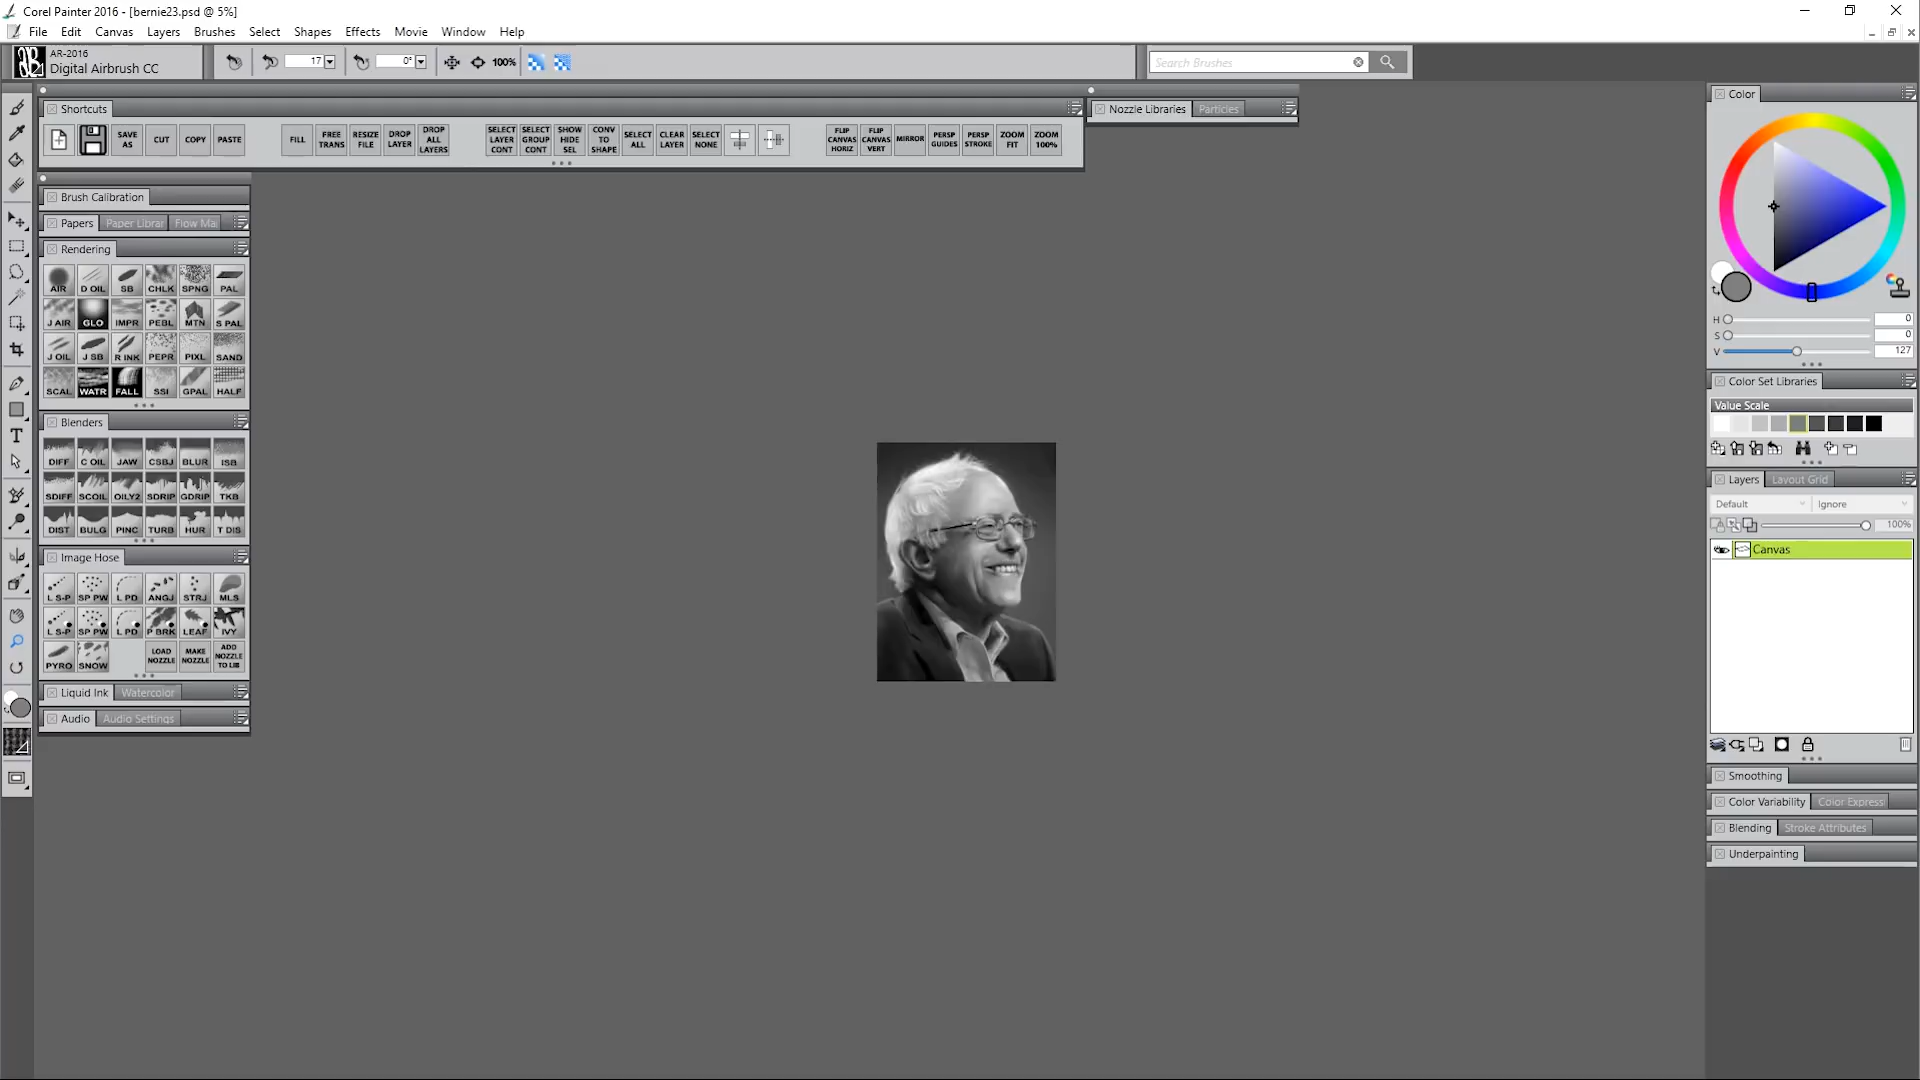 Corel Painter 2016 - [bernie23.psd @ 5%]
File Edit Canvas Layers Brushes Select Shapes Effects Movie Window Help
AR-2016
Digital Airbrush CC
17
0°
100%
Search Brushes
Shortcuts
SAVE AS
CUT
COPY
PASTE
FILL
FREE TRANS
RESIZE FILE
DROP LAYER
DROP ALL LAYERS
SELECT LAYER CONT
SELECT GROUP CONT
SHOW HIDE SEL
CONV TO SHAPE
SELECT ALL
CLEAR LAYER
SELECT NONE
FLIP CANVAS HORIZ
FLIP CANVAS VERT
MIRROR
PERSP GUIDES
PERSP STROKE
ZOOM FIT
ZOOM 100%
Nozzle Libraries Particles
Brush Calibration
Papers Paper Librar Flow Ma
Rendering
AIR D OIL SB CHLK SPNG PAL
J AIR GLO IMPR PEBL MTN S PAL
J OIL J SB R INK PEPR PIXL SAND
SCAL WATR FALL SSI GPAL HALF
Blenders
DIFF C OIL JAW CSBJ BLUR ISB
SDIFF SCOIL OILY2 SDRIP GDRIP TKB
DIST BULG PINC TURB HUR T DIS
Image Hose
L S-P SP PW L PD ANGJ STRJ MLS
L S-P SP PW L PD P BRK LEAF IVY
PYRO SNOW LOAD NOZZLE MAKE NOZZLE ADD NOZZLE TO LIB
Liquid Ink Watercolor
Audio Audio Settings
Color
H 0
S 0
V 127
Color Set Libraries
Value Scale
Layers Layout Grid
Default Ignore
100%
Canvas
Smoothing
Color Variability Color Express
Blending Stroke Attributes
Underpainting
T